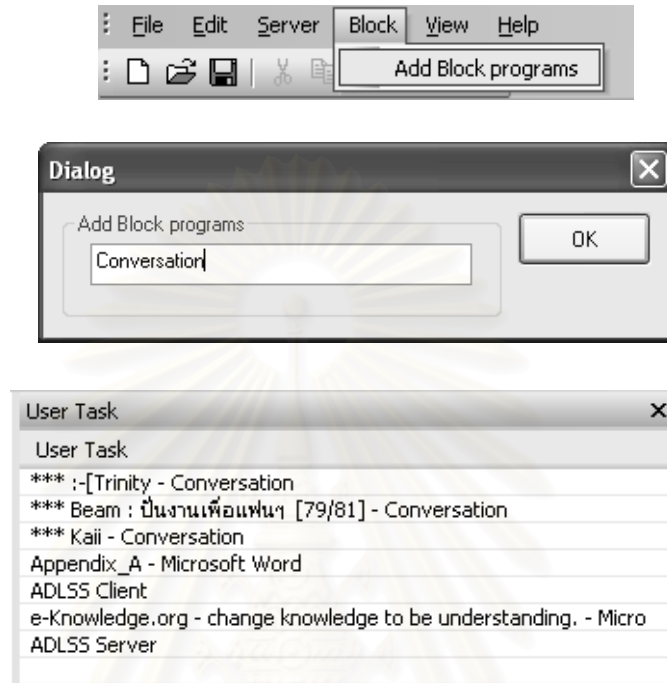 File Edit Server Block View Help
Add Block programs
Dialog
Add Block programs
Conversation
OK
User Task
User Task
*** :-[Trinity - Conversation
*** Beam : ปั่นงานเพื่อแฟนๆ [79/81] - Conversation
*** Kaii - Conversation
Appendix_A - Microsoft Word
ADLSS Client
e-Knowledge.org - change knowledge to be understanding. - Micro
ADLSS Server